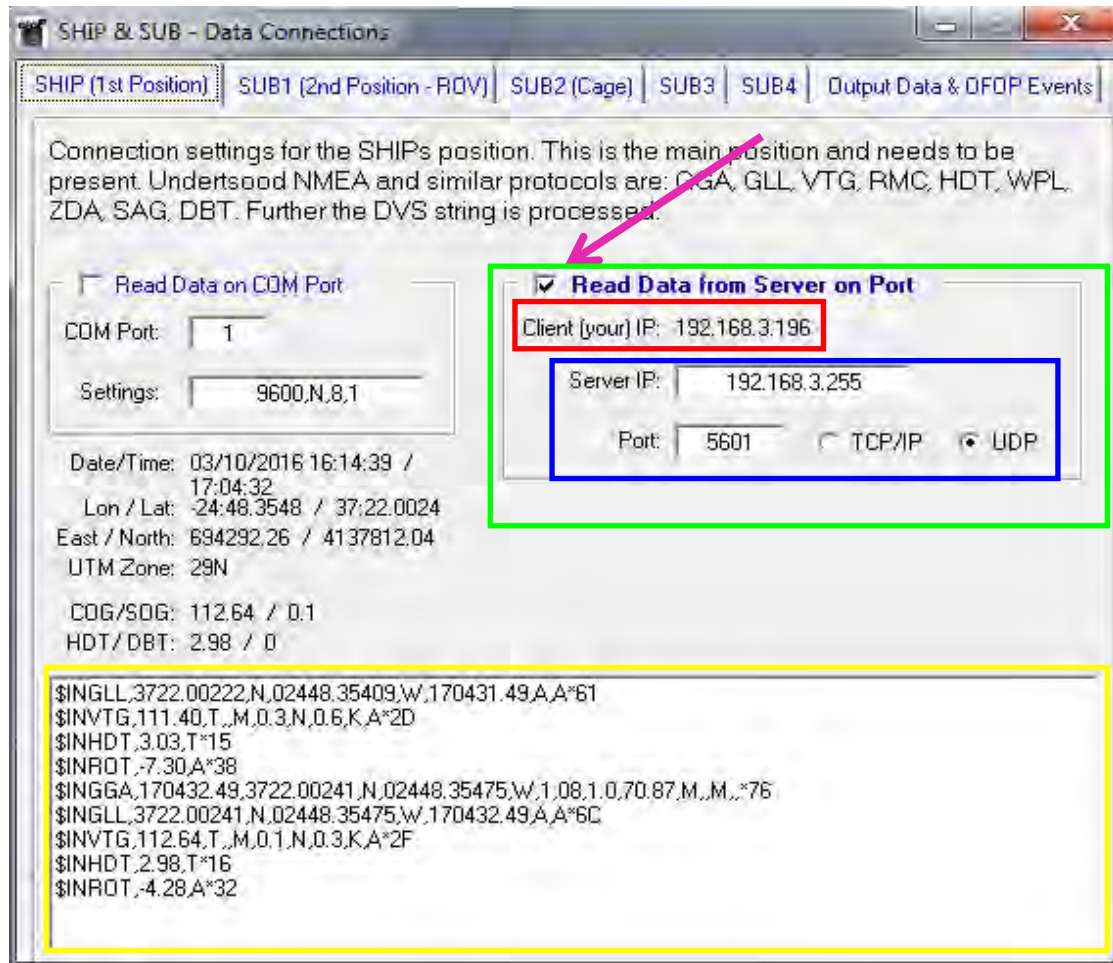 SHIP & SUB - Data Connections
SHIP (1st Position) SUB1 (2nd Position - ROV) SUB2 (Cage) SUB3 SUB4 Output Data & OFOP Events
Connection settings for the SHIPs position. This is the main position and needs to be
present. Undertsood NMEA and similar protocols are: GGA, GLL, VTG, RMC, HDT, WPL,
ZDA, SAG, DBT. Further the DVS string is processed.
Read Data on COM Port
COM Port: 1
Settings: 9600,N,8,1
Read Data from Server on Port
Client (your) IP: 192.168.3.196
Server IP: 192.168.3.255
Port: 5601 TCP/IP UDP
Date/Time: 03/10/2016 16:14:39 /
17:04:32
Lon / Lat: -24:48.3548 / 37:22.0024
East / North: 694292,26 / 4137812,04
UTM Zone: 29N
COG/SOG: 112.64 / 0.1
HDT/DBT: 2.98 / 0
$INGLL,3722.00222,N,02448.35409,W,170431.49,A,A*61
$INVTG,111.40,T,,M,0.3,N,0.6,K,A*2D
$INHDT,3.03,T*15
$INROT,-7.30,A*38
$INGGA,170432.49,3722.00241,N,02448.35475,W,1,08,1.0,70.87,M,,M,,*76
$INGLL,3722.00241,N,02448.35475,W,170432.49,A,A*6C
$INVTG,112.64,T,,M,0.1,N,0.3,K,A*2F
$INHDT,2.98,T*16
$INROT,-4.28,A*32